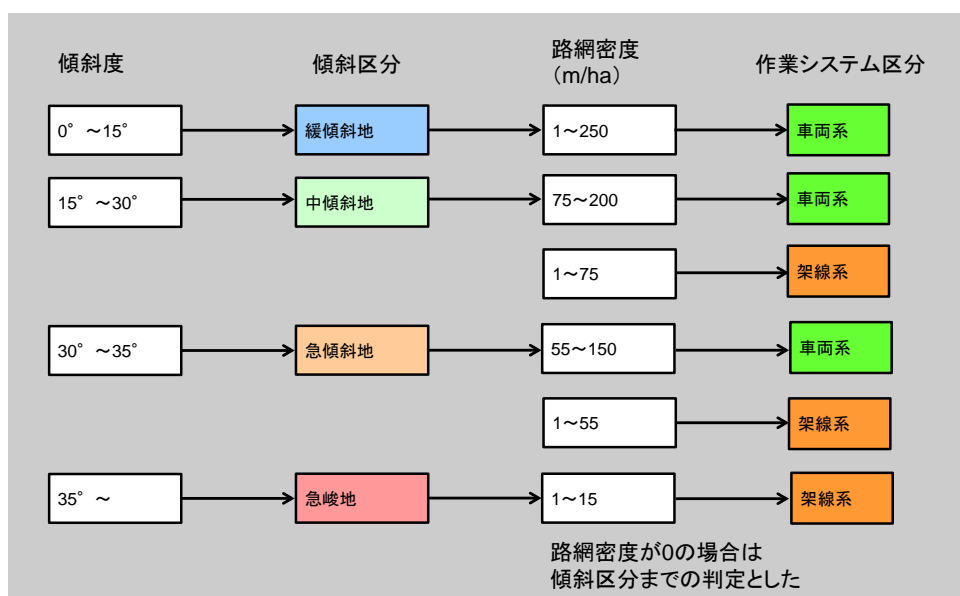 傾斜度
傾斜区分
路網密度
（m/ha）
作業システム区分
0° ～15°
緩傾斜地
1～250
車両系
15° ～30°
中傾斜地
75～200
車両系
1～75
架線系
30° ～35°
急傾斜地
55～150
車両系
1～55
架線系
35° ～
急峻地
1～15
架線系
路網密度が0の場合は
傾斜区分までの判定とした